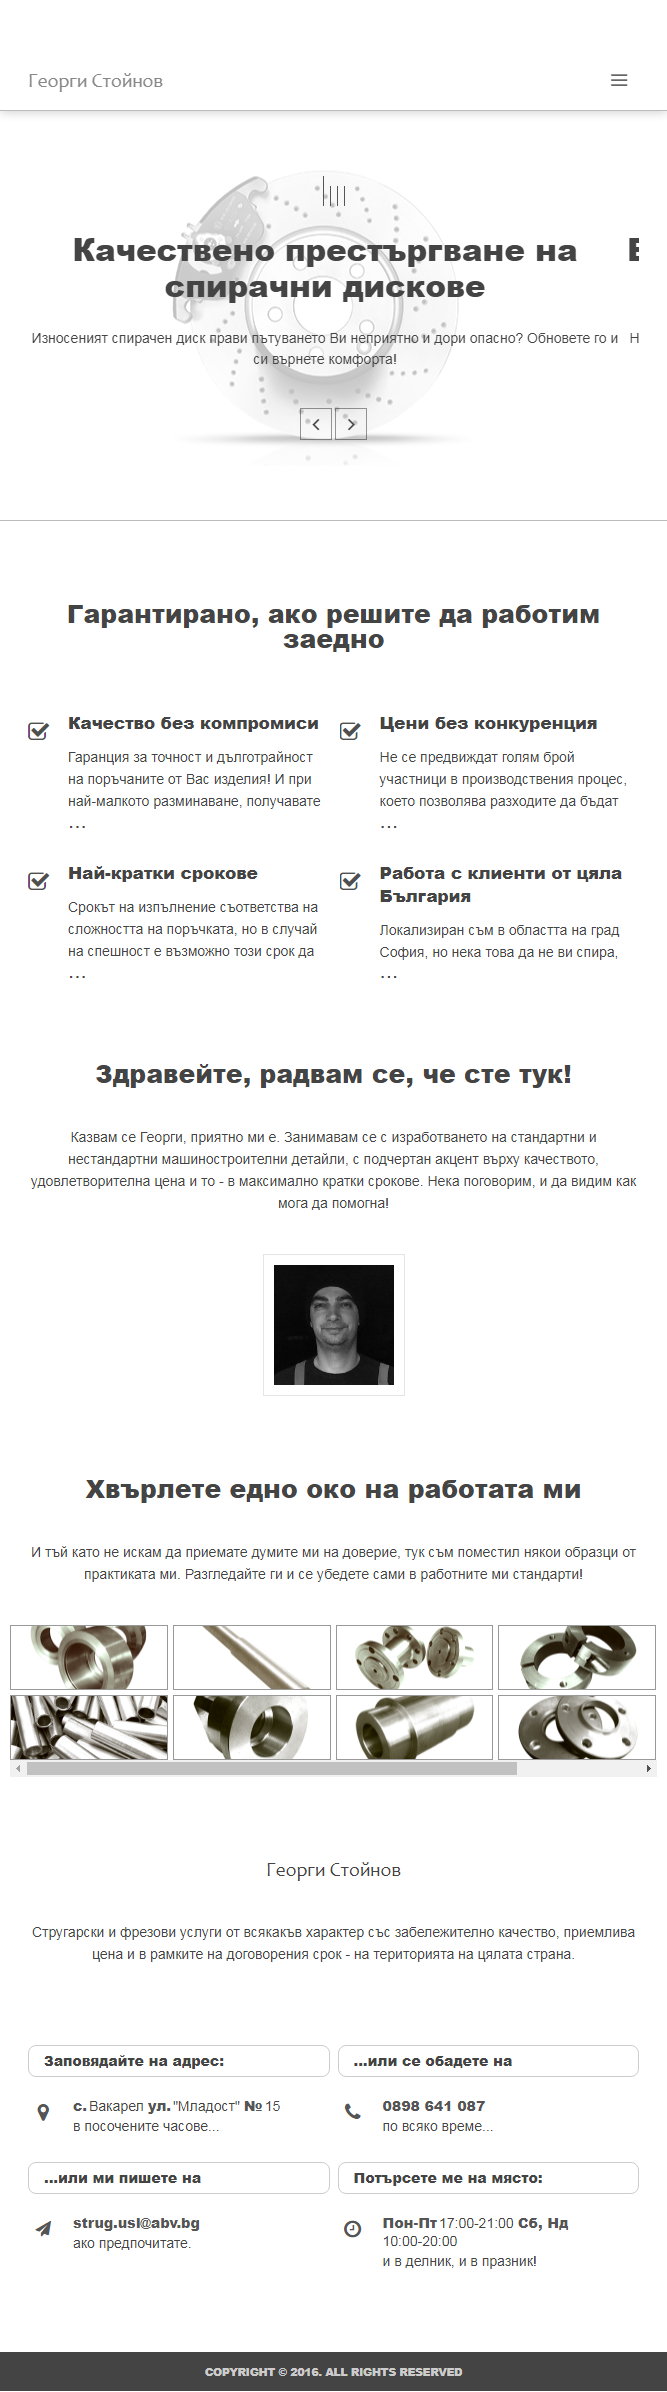 Георги Стойнов
Качествено престъргване на
спирачни дискове
Износеният спирачен диск прави пътуването Ви неприятно и дори опасно? Обновете го и
си върнете комфорта!
Гарантирано, ако решите да работим
заедно
Качество без компромиси
Гаранция за точност и дълготрайност
на поръчаните от Вас изделия! И при
най-малкото разминаване, получавате
...
Цени без конкуренция
Не се предвиждат голям брой
участници в производствения процес,
което позволява разходите да бъдат
...
Най-кратки срокове
Срокът на изпълнение съответства на
сложността на поръчката, но в случай
на спешност е възможно този срок да
...
Работа с клиенти от цяла
България
Локализиран съм в областта на град
София, но нека това да не ви спира,
...
Здравейте, радвам се, че сте тук!
Казвам се Георги, приятно ми е. Занимавам се с изработването на стандартни и
нестандартни машиностроителни детайли, с подчертан акцент върху качеството,
удовлетворителна цена и то - в максимално кратки срокове. Нека поговорим, и да видим как
мога да помогна!
Хвърлете едно око на работата ми
И тъй като не искам да приемате думите ми на доверие, тук съм поместил някои образци от
практиката ми. Разгледайте ги и се убедете сами в работните ми стандарти!
Георги Стойнов
Стругарски и фрезови услуги от всякакъв характер със забележително качество, приемлива
цена и в рамките на договорения срок - на територията на цялата страна.
Заповядайте на адрес:
с. Вакарел ул. "Младост" № 15
в посочените часове...
...или се обадете на
0898 641 087
по всяко време...
...или ми пишете на
strug.usl@abv.bg
ако предпочитате.
Потърсете ме на място:
Пон-Пт 17:00-21:00 Сб, Нд
10:00-20:00
и в делник, и в празник!
COPYRIGHT © 2016. ALL RIGHTS RESERVED